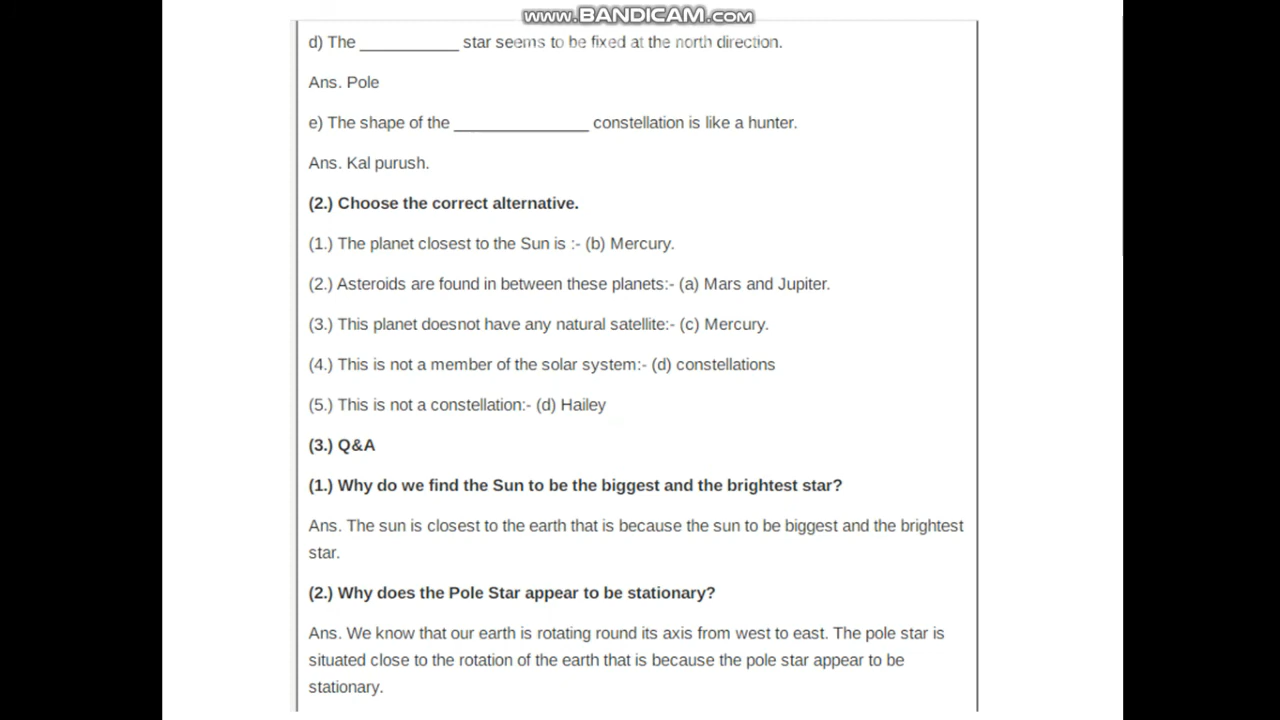 www.BANDICAM.com
d) The ___________ star seems to be fixed at the north direction.
Ans. Pole
e) The shape of the _______________ constellation is like a hunter.
Ans. Kal purush.
(2.) Choose the correct alternative.
(1.) The planet closest to the Sun is :- (b) Mercury.
(2.) Asteroids are found in between these planets:- (a) Mars and Jupiter.
(3.) This planet doesnot have any natural satellite:- (c) Mercury.
(4.) This is not a member of the solar system:- (d) constellations
(5.) This is not a constellation:- (d) Hailey
(3.) Q&A
(1.) Why do we find the Sun to be the biggest and the brightest star?
Ans. The sun is closest to the earth that is because the sun to be biggest and the brightest
star.
(2.) Why does the Pole Star appear to be stationary?
Ans. We know that our earth is rotating round its axis from west to east. The pole star is
situated close to the rotation of the earth that is because the pole star appear to be
stationary.